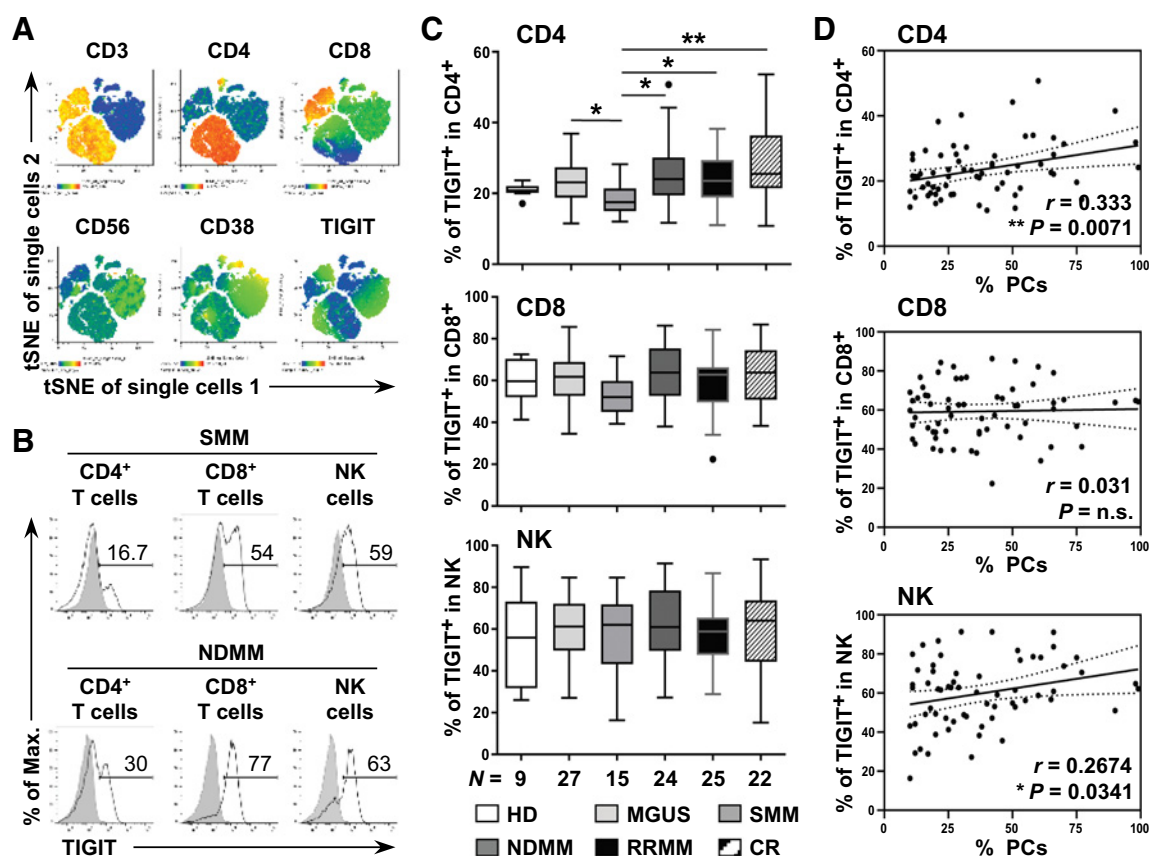 A
CD3 CD4 CD8
CD56 CD38 TIGIT
tSNE of single cells 2
tSNE of single cells 1
B
SMM
CD4+ T cells
CD8+ T cells
NK cells
16.7 54 59
NDMM
CD4+ T cells
CD8+ T cells
NK cells
30 77 63
% of Max.
TIGIT
C
CD4
% of TIGIT+ in CD4+
60
40
20
0
* * * **
CD8
% of TIGIT+ in CD8+
100
80
60
40
20
0
NK
% of TIGIT+ in NK
100
80
60
40
20
0
N = 9 27 15 24 25 22
HD MGUS SMM
NDMM RRMM CR
D
CD4
% of TIGIT+ in CD4+
60
40
20
0
r = 0.333
** P = 0.0071
0 25 50 75 100
% PCs
CD8
% of TIGIT+ in CD8+
100
80
60
40
20
0
r = 0.031
P = n.s.
0 25 50 75 100
% PCs
NK
% of TIGIT+ in NK
100
80
60
40
20
0
r = 0.2674
* P = 0.0341
0 25 50 75 100
% PCs